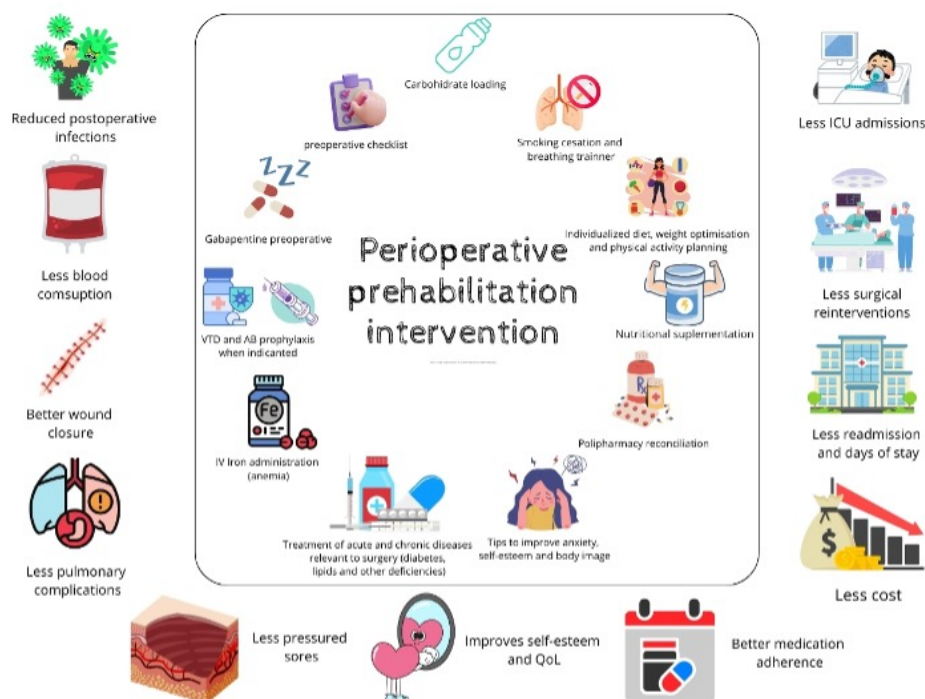 Carbohidrate loading
preoperative checklist
Smoking cesation and
breathing trainner
Gabapentine preoperative
Individualized diet, weight optimisation
and physical activity planning
Perioperative
prehabilitation
intervention
VTD and AB prophylaxis
when indicanted
Nutritional suplementation
Fe
IV Iron administration
(anemia)
Rx
Polipharmacy reconciliation
Treatment of acute and chronic diseases
relevant to surgery (diabetes,
lipids and other deficiencies)
Tips to improve anxiety,
self-esteem and body image
Reduced postoperative
infections
Less blood
comsuption
Better wound
closure
Less pulmonary
complications
Less ICU admissions
Less surgical
reinterventions
Less readmission
and days of stay
$
Less cost
Less pressured
sores
Improves self-esteem
and QoL
Better medication
adherence
ZZZ